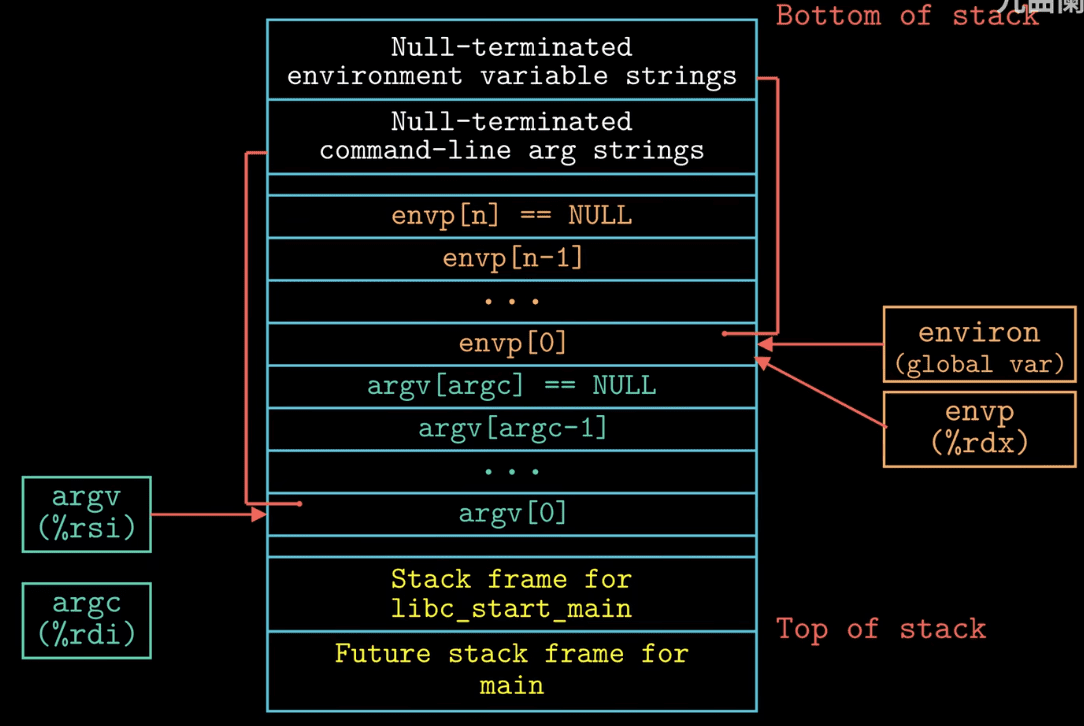 Bottom of stack
Null-terminated
environment variable strings
Null-terminated
command-line arg strings
envp[n] == NULL
envp[n-1]
...
envp[0]
environ
(global var)
argv[argc] == NULL
envp
(%rdx)
argv[argc-1]
...
argv
(%rsi)
argv[0]
argc
(%rdi)
Stack frame for
libc_start_main
Top of stack
Future stack frame for
main